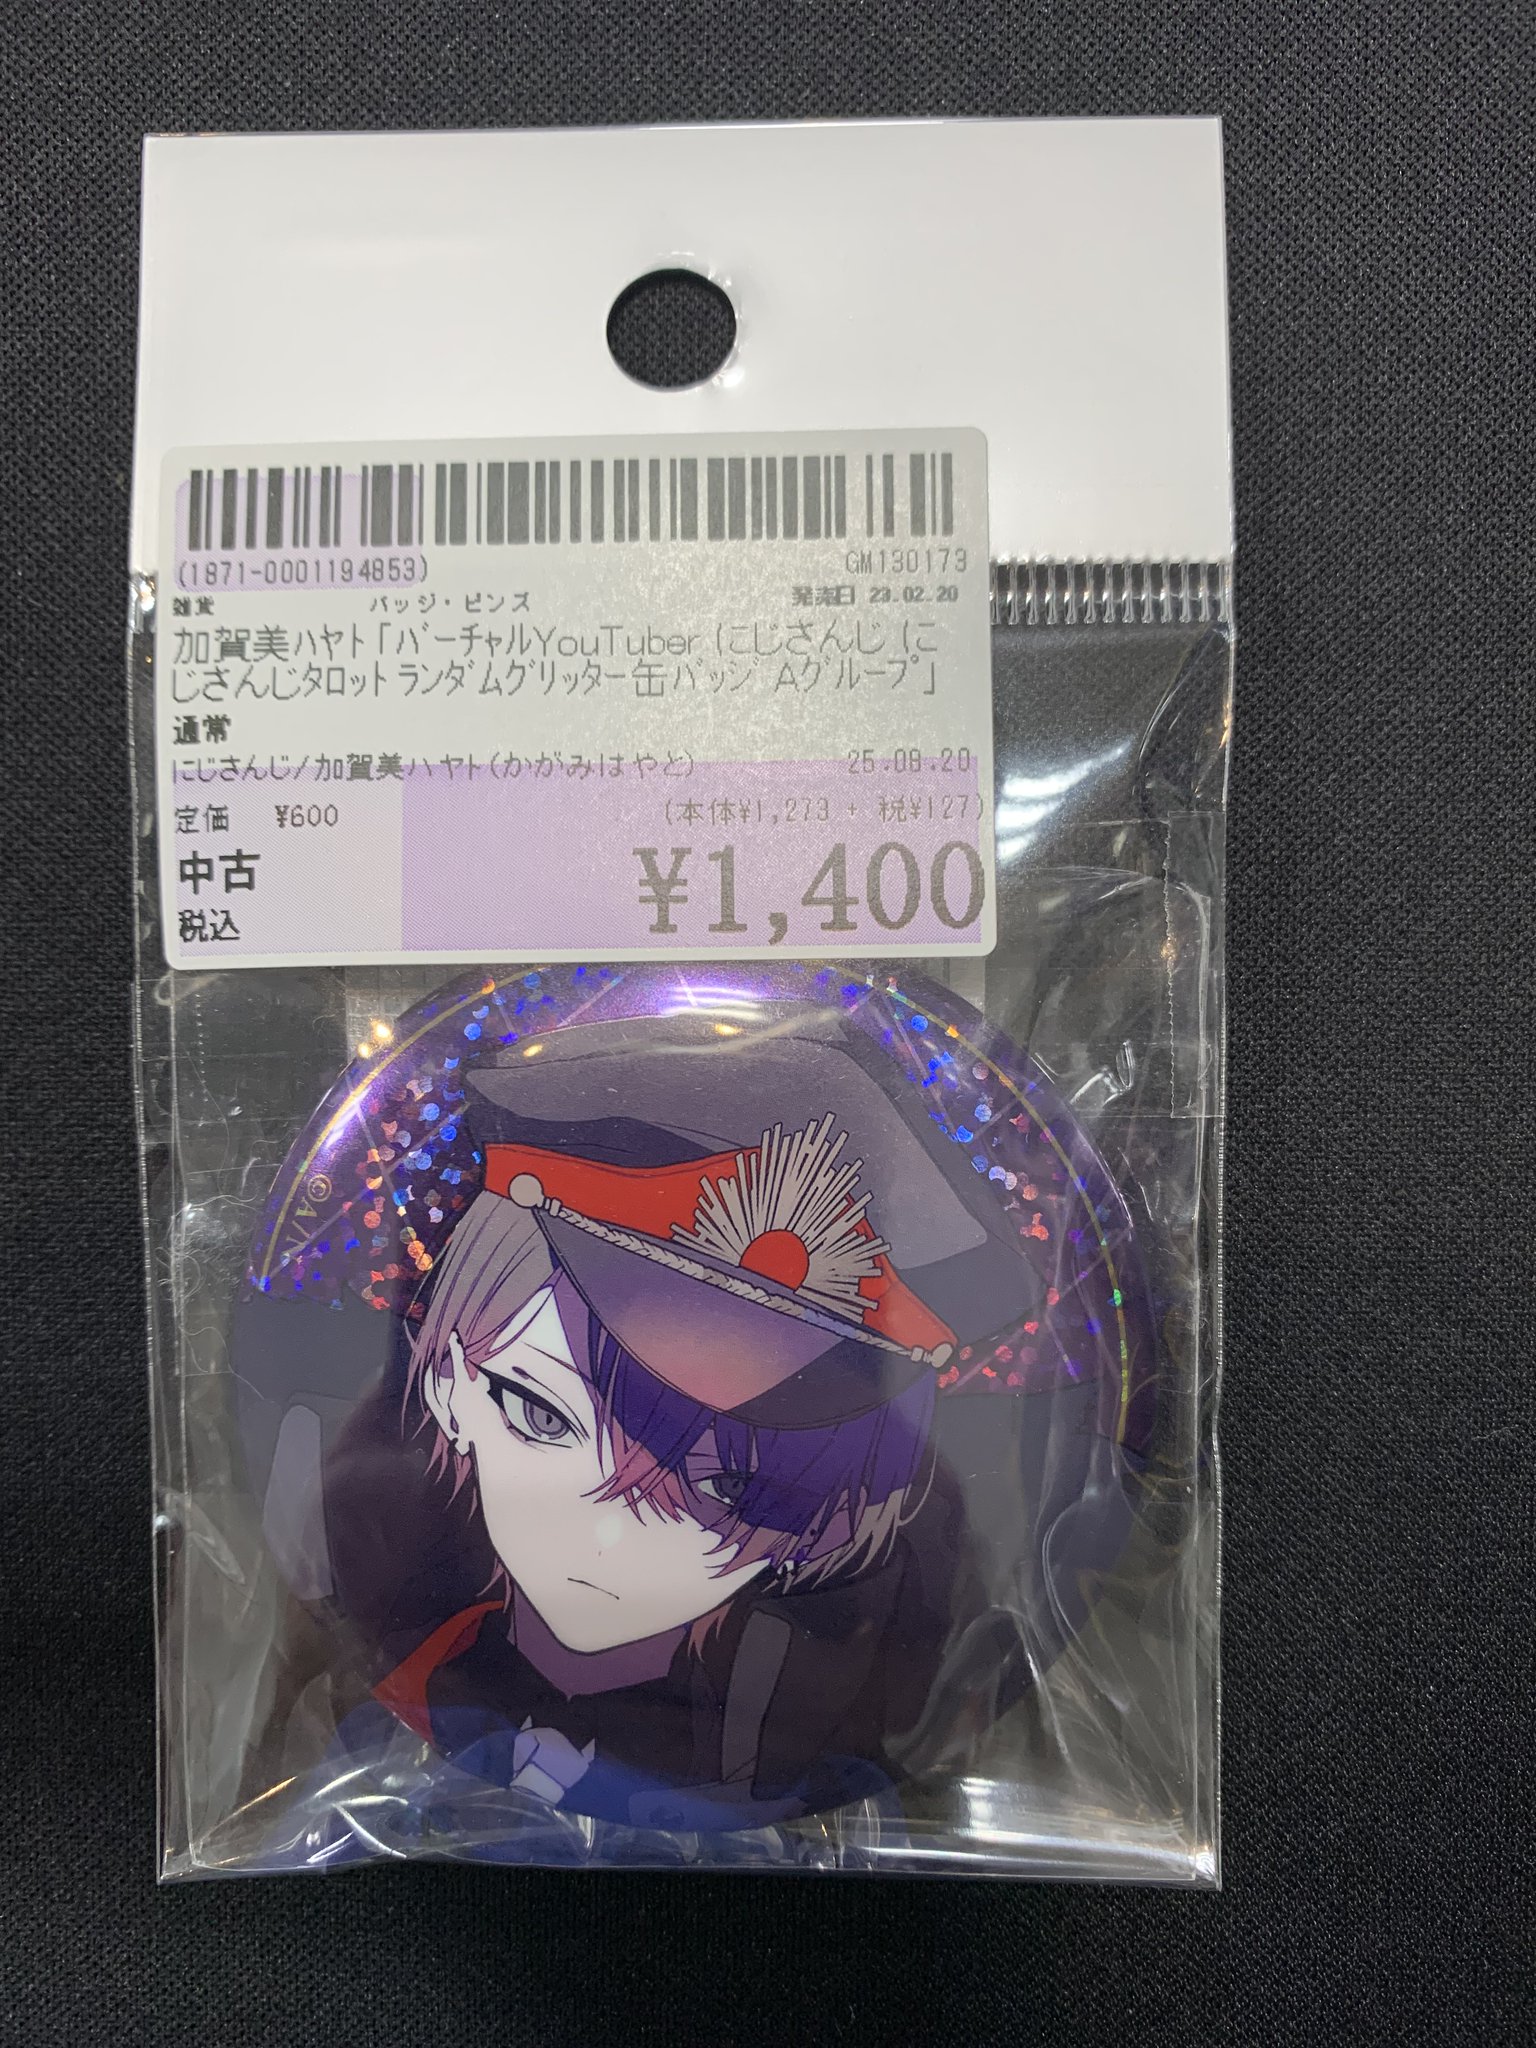 (1871-0001194853)
GM130173
雑貨 バッジ・ピンズ 発売日 23.02.20
加賀美ﾊﾔﾄ「ﾊﾞｰﾁｬﾙYouTuber にじさんじ に
じさんじﾀﾛｯﾄ ﾗﾝﾀﾞﾑｸﾞﾘｯﾀｰ缶ﾊﾞｯｼﾞ Aｸﾞﾙｰﾌﾟ」
通常
にじさんじ/加賀美ﾊﾔﾄ(かがみはやと) 25.08.20
定価 ¥600 (本体¥1,273 + 税¥127)
中古 ¥1,400
税込